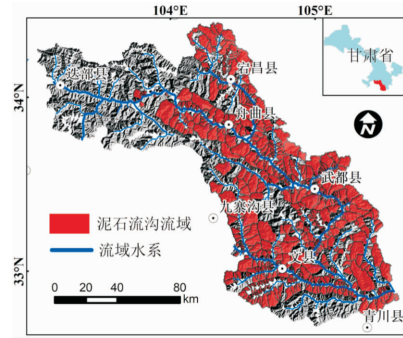 104°E 105°E
甘肃省
迭部县
宕昌县
34°N
舟曲县
N
武都县
九寨沟县
泥石流沟流域
流域水系
文县
33°N
0 20 40 80
km
青川县